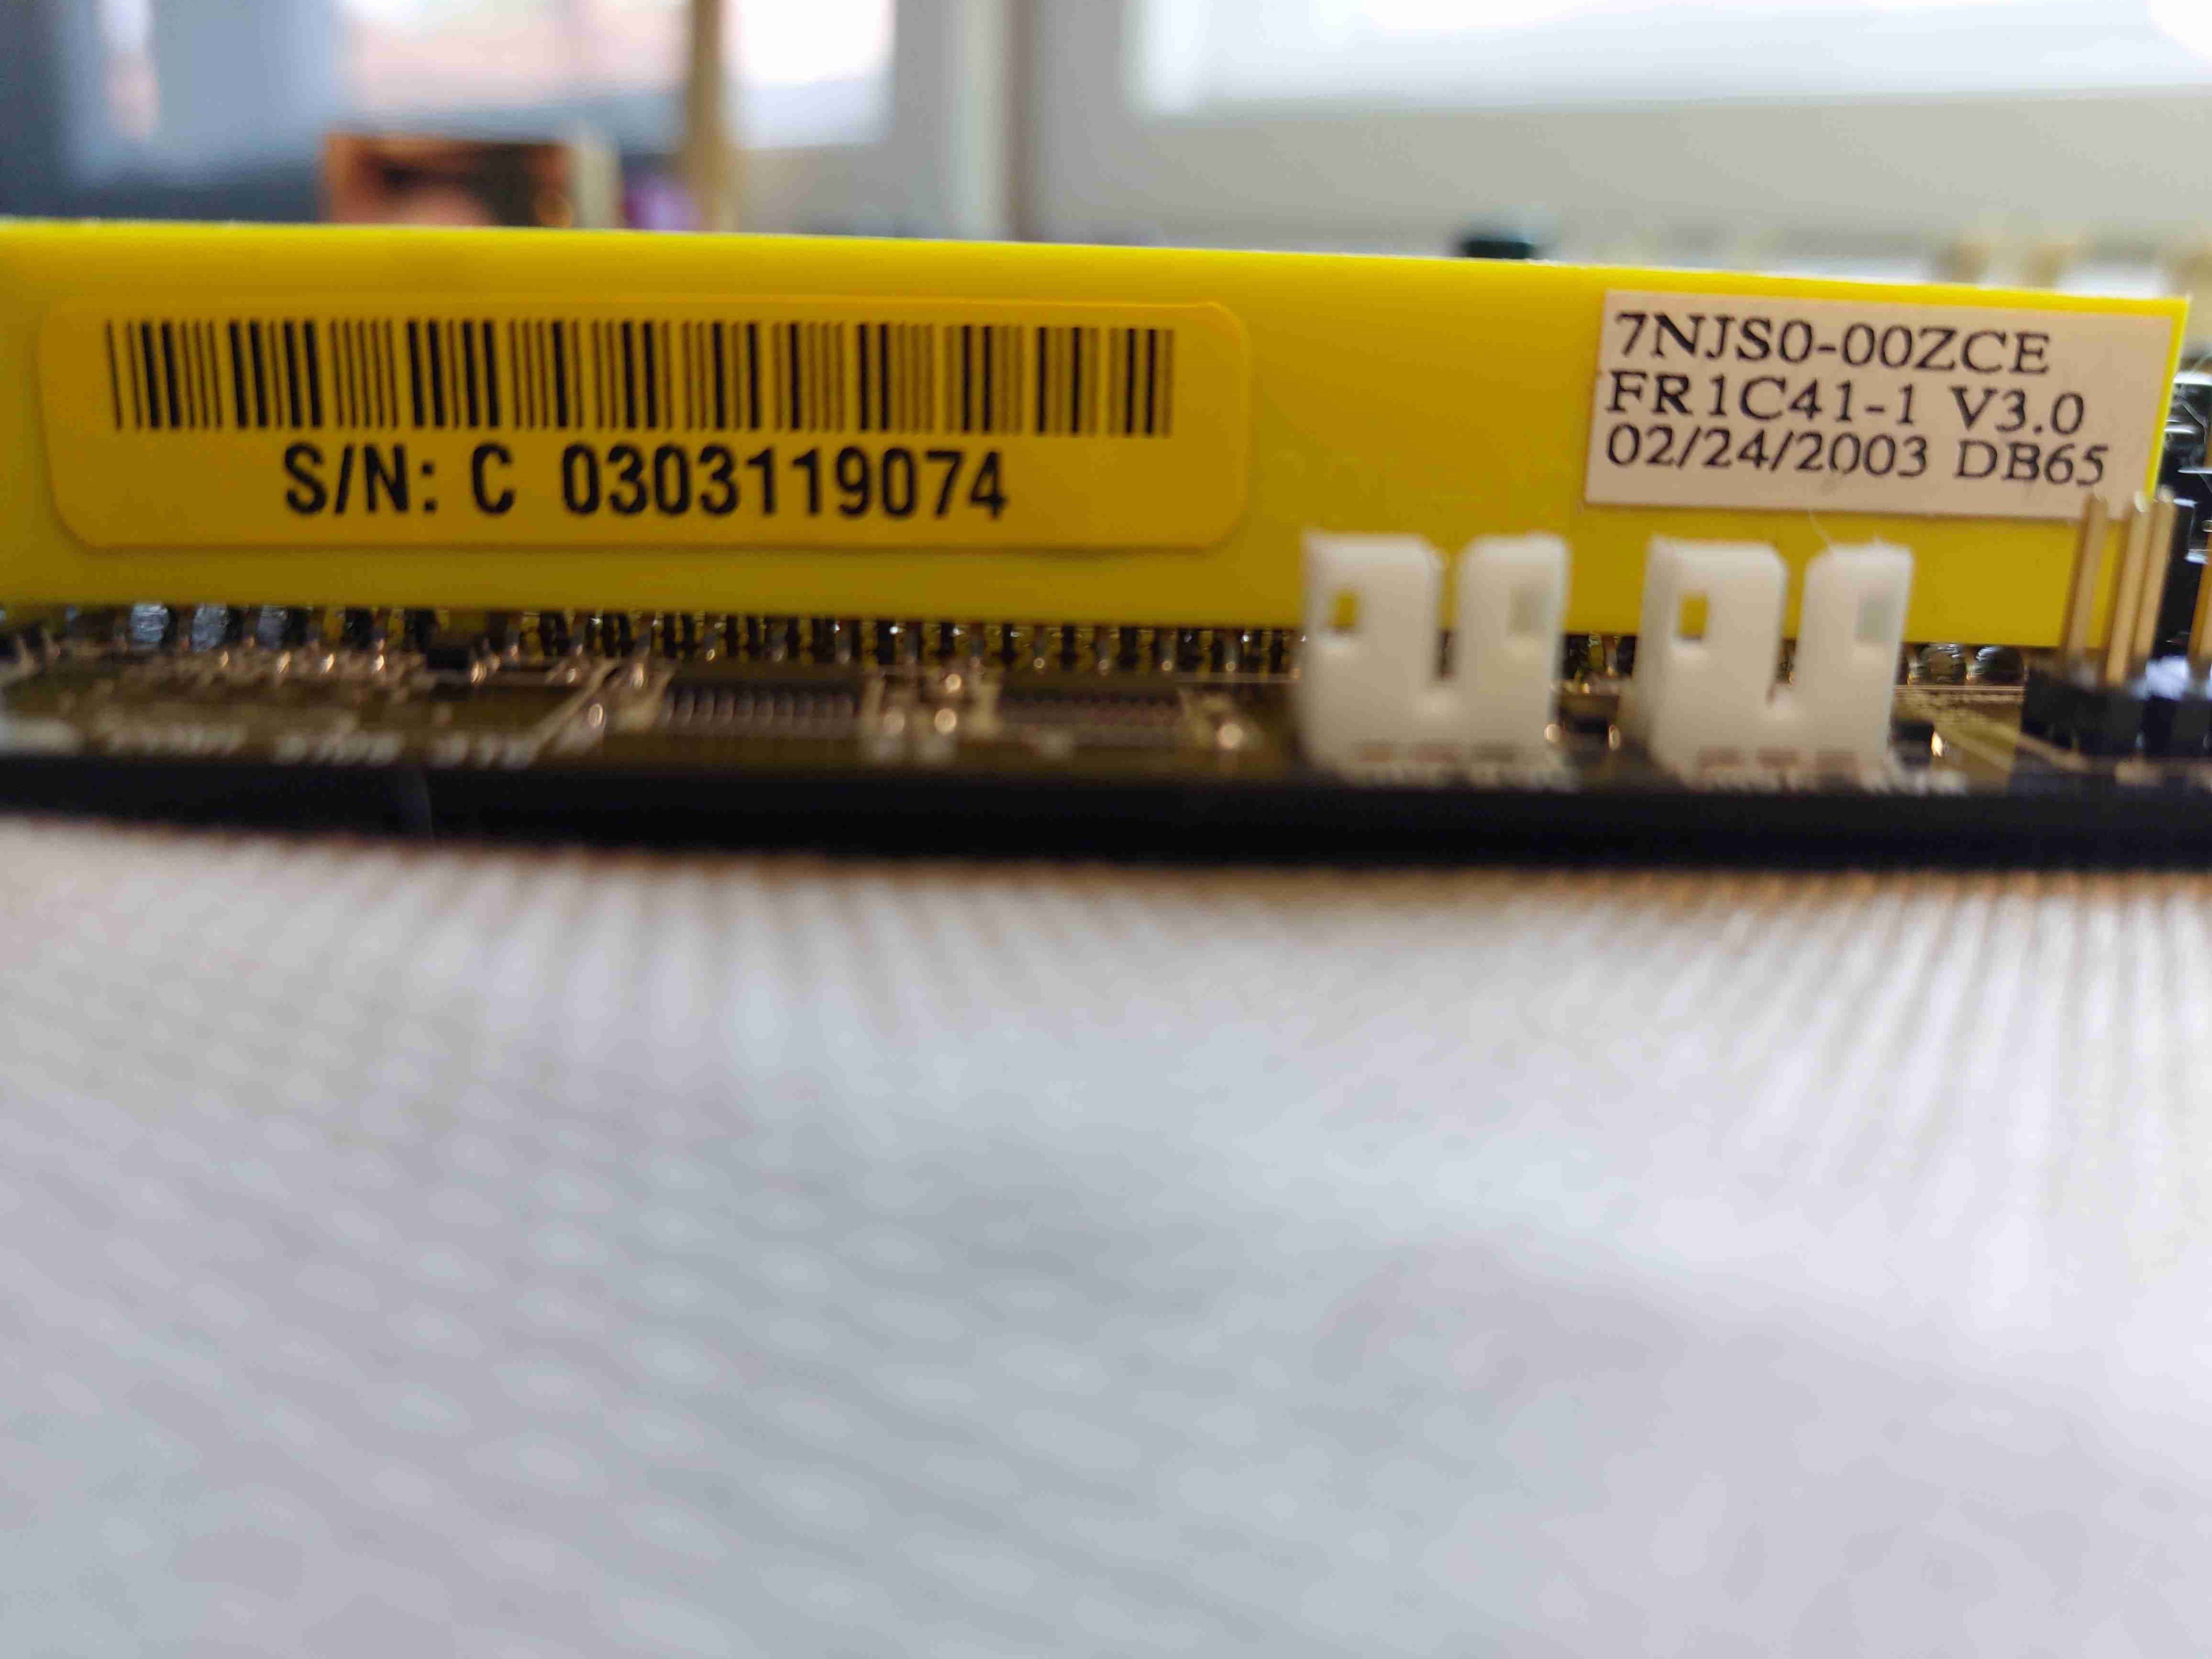 S/N: C 0303119074
7NJS0-00ZCE
FR1C41-1 V3.0
02/24/2003 DB65